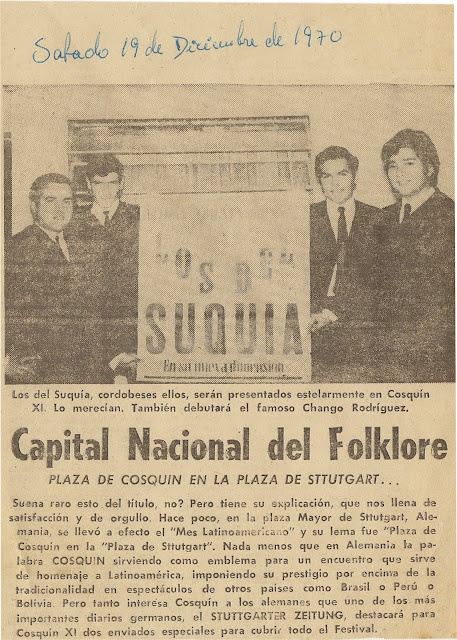 Sabado 19 de Diciembre de 1970
LOS DEL
SUQUIA
En su nueva dimension
Los del Suquía, cordobeses ellos, serán presentados estelarmente en Cosquín
XI. Lo merecían. También debutará el famoso Chango Rodríguez.
Capital Nacional del Folklore
PLAZA DE COSQUIN EN LA PLAZA DE STTUTGART...
Suena raro esto del título, no? Pero tiene su explicación, que nos llena de
satisfacción y de orgullo. Hace poco, en la plaza Mayor de Sttutgart, Ale-
mania, se llevó a efecto el "Mes Latinoamericano" y su lema fue "Plaza de
Cosquín en la "Plaza de Sttutgart". Nada menos que en Alemania la pa-
labra COSQUIN sirviendo como emblema para un encuentro que sirve
de homenaje a Latinoamérica, imponiendo su prestigio por encima de la
tradicionalidad en espectáculos de otros países como Brasil o Perú o
Bolivia. Pero tanto interesa Cosquín a los alemanes que uno de los más
importantes diarios germanos, el STUTTGARTER ZEITUNG, destacará para
Cosquín XI dos enviados especiales para cubrir todo el Festival.